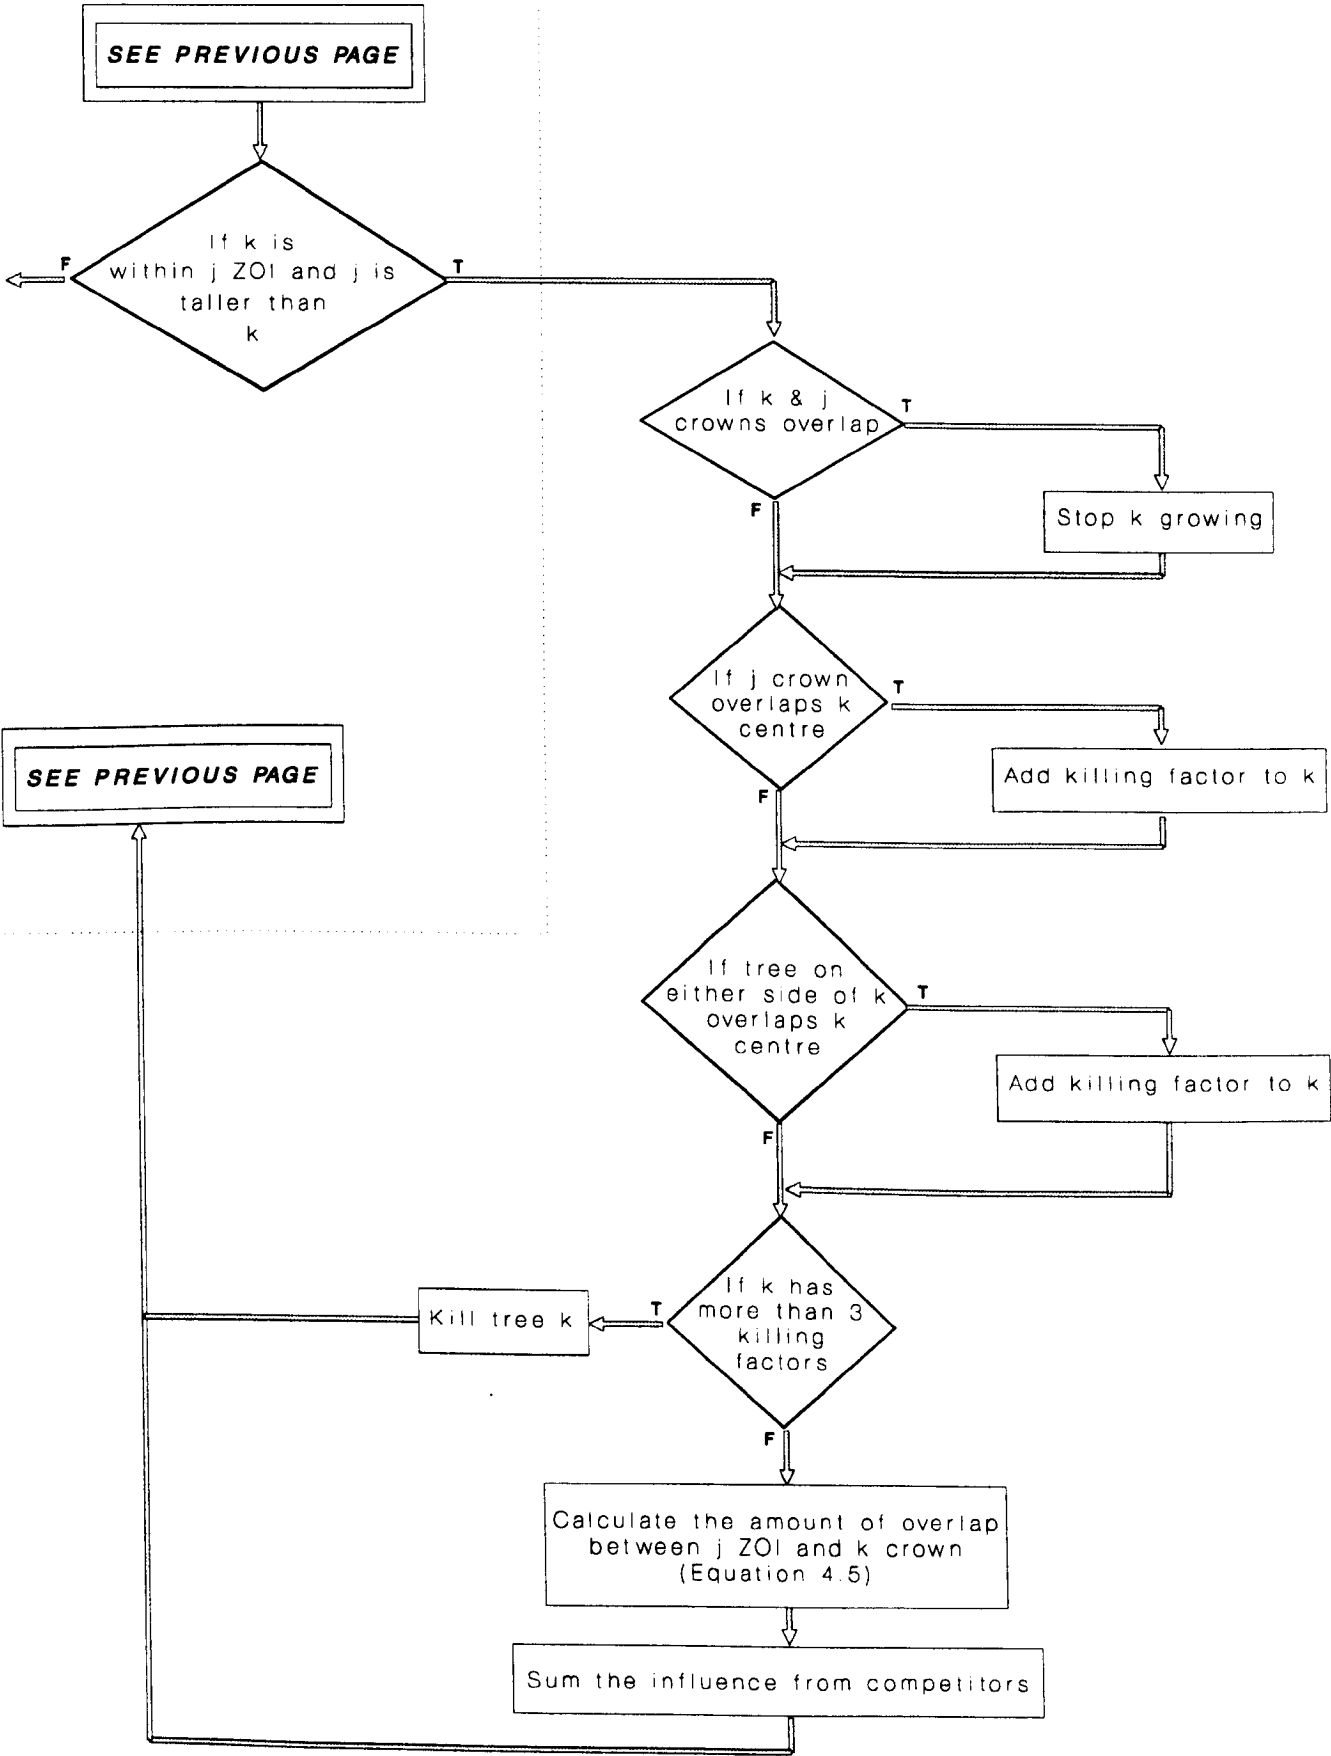 SEE PREVIOUS PAGE
If k is
within j ZOI and j is
taller than
k
F
T
If k & j
crowns overlap
T
F
Stop k growing
If j crown
overlaps k
centre
T
F
Add killing factor to k
SEE PREVIOUS PAGE
If tree on
either side of k
overlaps k
centre
T
F
Add killing factor to k
If k has
more than 3
killing
factors
T
F
Kill tree k
Calculate the amount of overlap
between j ZOI and k crown
(Equation 4.5)
Sum the influence from competitors